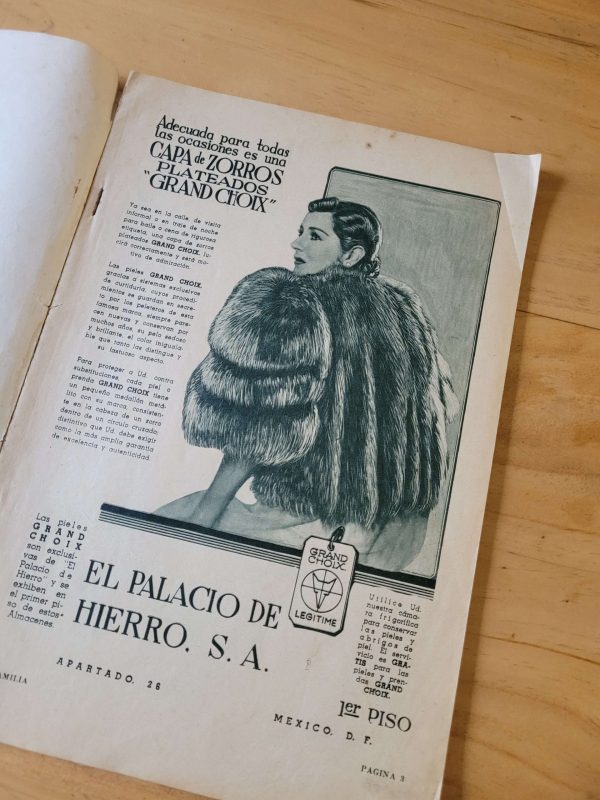 Adecuada para todas
las ocasiones es una
CAPA de ZORROS
PLATEADOS
"GRAND CHOIX"
Ya sea en la calle, de visita
informal o en traje de noche
para baile o cena de rigurosa
etiqueta, una capa de zorros
plateados GRAND CHOIX, lu-
cirá correctamente y será mo-
tivo de admiración.
Las pieles GRAND CHOIX,
gracias a sistemas exclusivos
de curtiduría, cuyos procedi-
mientos se guardan en secre-
to por los peleteros de esta
famosa marca, siempre pare-
cen nuevas y conservan por
muchos años, su pelo sedoso
y brillante, el color iniguala-
ble que tanto las distingue y
su fastuoso aspecto.
Para proteger a Ud. contra
substituciones, cada piel o
prenda GRAND CHOIX tiene
un pequeño medallón metá-
lito con su marca, consisten-
te en la cabeza de un zorro
dentro de un círculo cruzado;
distintivo que Ud. debe exigir
como la más amplia garantía
de excelencia y autenticidad.
Las pieles
GRAND
CHOIX
son exclusi-
vas de "El
Palacio de
Hierro" y se
exhiben en
el primer pi-
so de estos
Almacenes.
EL PALACIO DE
HIERRO, S. A.
APARTADO, 26
MEXICO, D. F.
GRAND
CHOIX
LEGITIME
Utilice Ud.
nuestra cáma-
ra frigorífica
para conservar
las pieles y
abrigos de
piel. El servi-
vicio es GRA-
TIS para las
pieles y pren-
das GRAND
CHOIX.
1er PISO
AMILIA
PAGINA 3